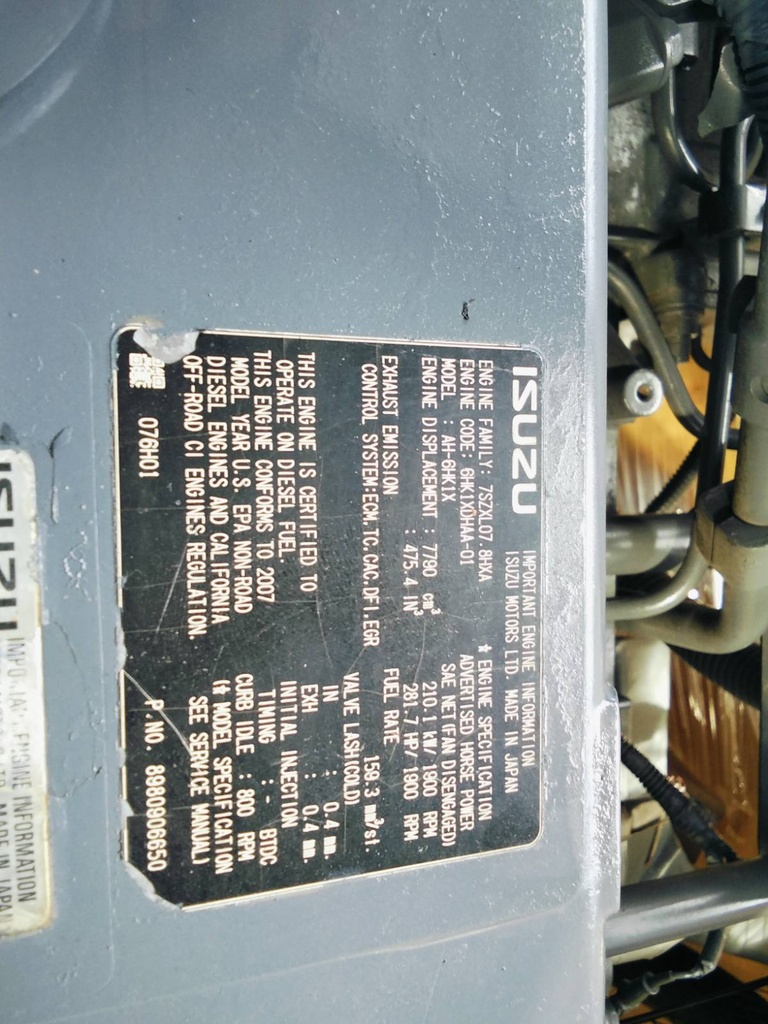 ISUZU
IMPORTANT ENGINE INFORMATION
ISUZU MOTORS LTD. MADE IN JAPAN
ENGINE FAMILY: 7SZXL07.8HXA
ENGINE CODE: 6HK1XDHAA-01
MODEL : AH-6HK1X
ENGINE DISPLACEMENT : 7790 cm³
: 475.4 IN³
EXHAUST EMISSION
CONTROL SYSTEM:ECM,TC,CAC,DFI,EGR
THIS ENGINE IS CERTIFIED TO
OPERATE ON DIESEL FUEL.
THIS ENGINE CONFORMS TO 2007
MODEL YEAR U.S. EPA NON-ROAD
DIESEL ENGINES AND CALIFORNIA
OFF-ROAD CI ENGINES REGULATION.
076H01
★ ENGINE SPECIFICATION
ADVERTISED HORSE POWER
SAE NET(FAN DISENGAGED)
210.1 kW/1900 RPM
281.7 HP/1900 RPM
FUEL RATE
159.3 mm³/st.
VALVE LASH(COLD)
IN : 0.4 mm.
EXH : 0.4 mm.
INITIAL INJECTION
TIMING : - BTDC
CURB IDLE : 800 RPM
(★ MODEL SPECIFICATION
SEE SERVICE MANUAL)
P.NO. 8980906650
ISUZU
ENGINE INFORMATION
LTD. MADE IN JAPAN